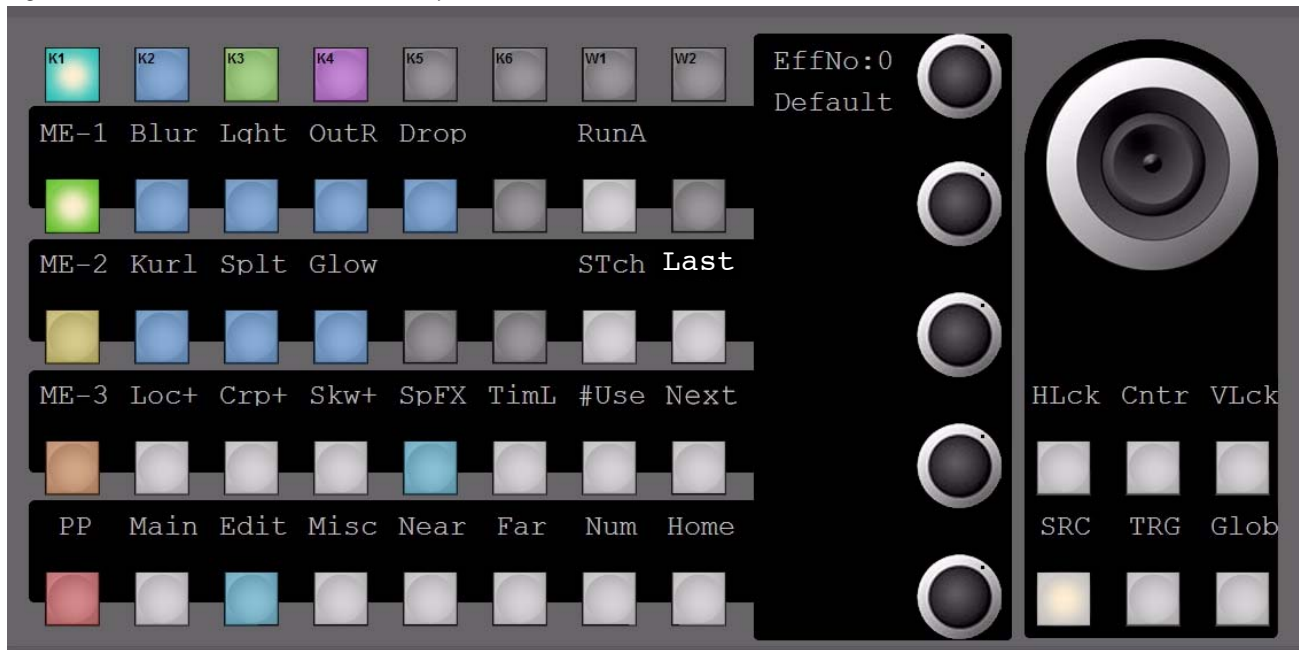 K1 K2 K3 K4 K5 K6 W1 W2
EffNo:0
Default
ME-1 Blur Lght OutR Drop RunA
ME-2 Kurl Splt Glow STch Last
ME-3 Loc+ Crp+ Skw+ SpFX TimL #Use Next
HLck Cntr VLck
PP Main Edit Misc Near Far Num Home
SRC TRG Glob